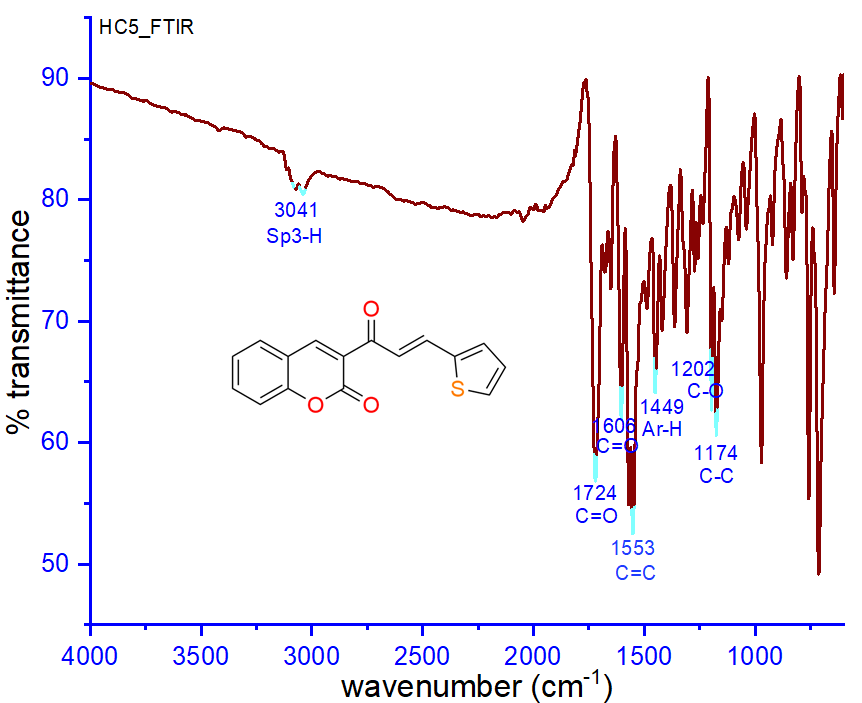 HC5_FTIR
90
80
70
60
50
% transmittance
3041
Sp3-H
O
O
O
S
1724
C=O
1606
C=O
1553
C=C
1449
Ar-H
1202
C-O
1174
C-C
4000 3500 3000 2500 2000 1500 1000
wavenumber (cm-1)